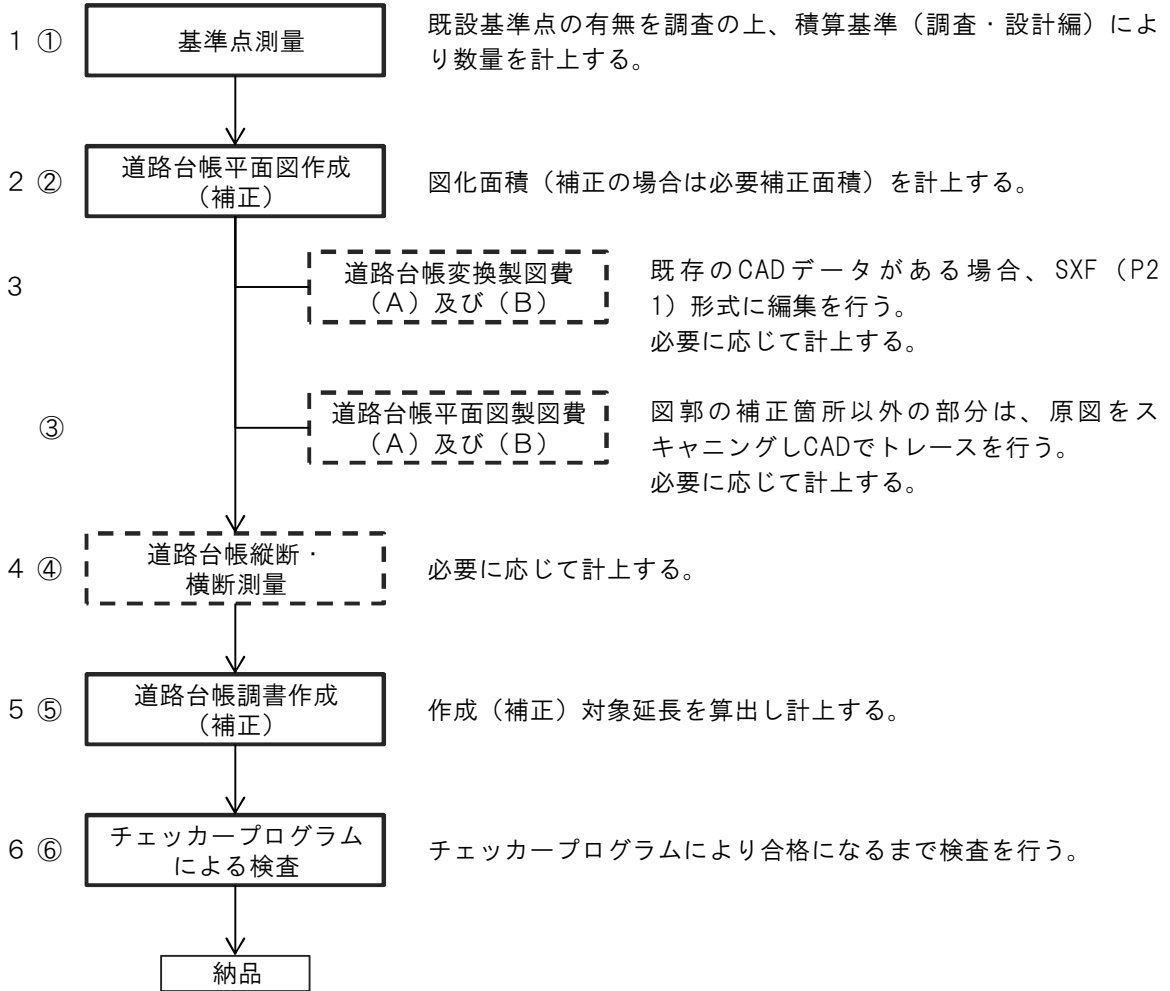 1 ①
基準点測量
既設基準点の有無を調査の上、積算基準（調査・設計編）によ
り数量を計上する。
2 ②
道路台帳平面図作成
（補正）
図化面積（補正の場合は必要補正面積）を計上する。
3
道路台帳変換製図費
（Ａ）及び（Ｂ）
既存のCADデータがある場合、SXF（P2
1）形式に編集を行う。
必要に応じて計上する。
③
道路台帳平面図製図費
（Ａ）及び（Ｂ）
図郭の補正箇所以外の部分は、原図をス
キャニングしCADでトレースを行う。
必要に応じて計上する。
4 ④
道路台帳縦断・
横断測量
必要に応じて計上する。
5 ⑤
道路台帳調書作成
（補正）
作成（補正）対象延長を算出し計上する。
6 ⑥
チェッカープログラム
による検査
チェッカープログラムにより合格になるまで検査を行う。
納品